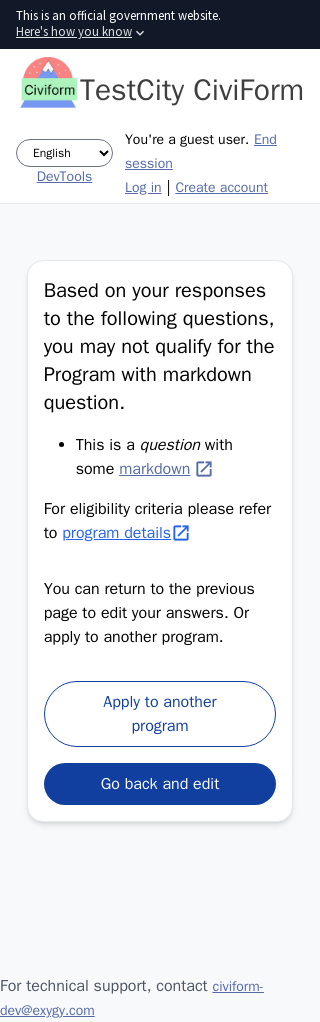 This is an official government website.
Here's how you know
Civiform
TestCity CiviForm
English
DevTools
You're a guest user. End
session
Log in | Create account
Based on your responses
to the following questions,
you may not qualify for the
Program with markdown
question.
• This is a question with
some markdown
For eligibility criteria please refer
to program details
You can return to the previous
page to edit your answers. Or
apply to another program.
Apply to another
program
Go back and edit
For technical support, contact civiform-
dev@exygy.com